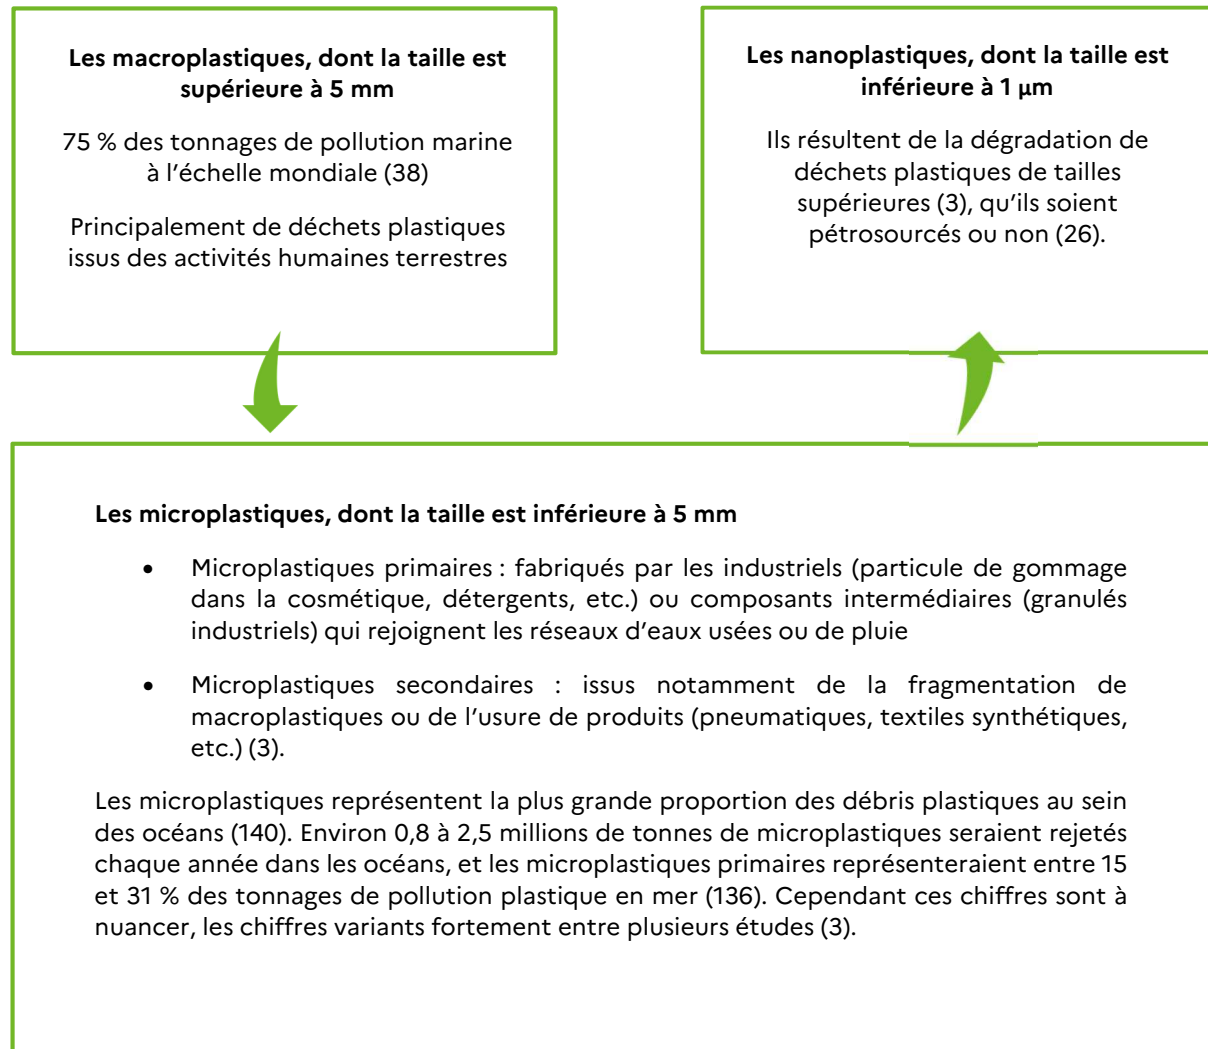 Les macroplastiques, dont la taille est
supérieure à 5 mm
75 % des tonnages de pollution marine
à l'échelle mondiale (38)
Principalement de déchets plastiques
issus des activités humaines terrestres
Les nanoplastiques, dont la taille est
inférieure à 1 µm
Ils résultent de la dégradation de
déchets plastiques de tailles
supérieures (3), qu'ils soient
pétrosourcés ou non (26).
Les microplastiques, dont la taille est inférieure à 5 mm
• Microplastiques primaires : fabriqués par les industriels (particule de gommage
dans la cosmétique, détergents, etc.) ou composants intermédiaires (granulés
industriels) qui rejoignent les réseaux d'eaux usées ou de pluie
• Microplastiques secondaires : issus notamment de la fragmentation de
macroplastiques ou de l'usure de produits (pneumatiques, textiles synthétiques,
etc.) (3).
Les microplastiques représentent la plus grande proportion des débris plastiques au sein
des océans (140). Environ 0,8 à 2,5 millions de tonnes de microplastiques seraient rejetés
chaque année dans les océans, et les microplastiques primaires représenteraient entre 15
et 31 % des tonnages de pollution plastique en mer (136). Cependant ces chiffres sont à
nuancer, les chiffres variants fortement entre plusieurs études (3).